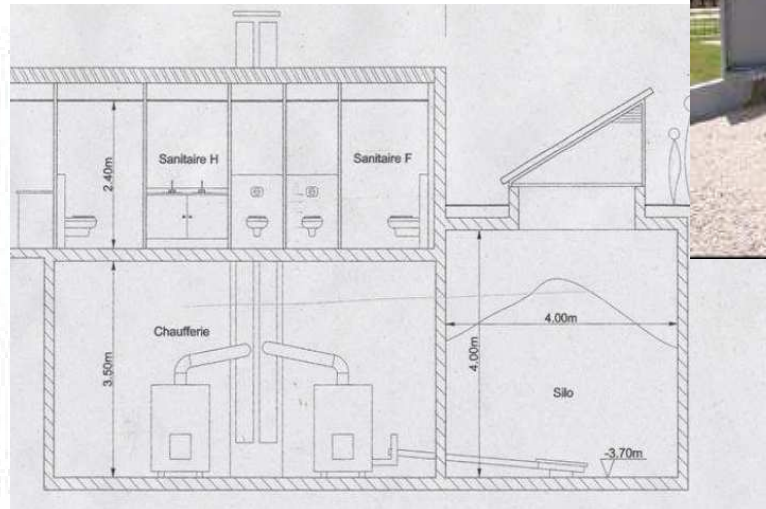 Sanitaire H
Sanitaire F
2.40m
Chaufferie
3.50m
4.00m
4.00m
Silo
-3.70m